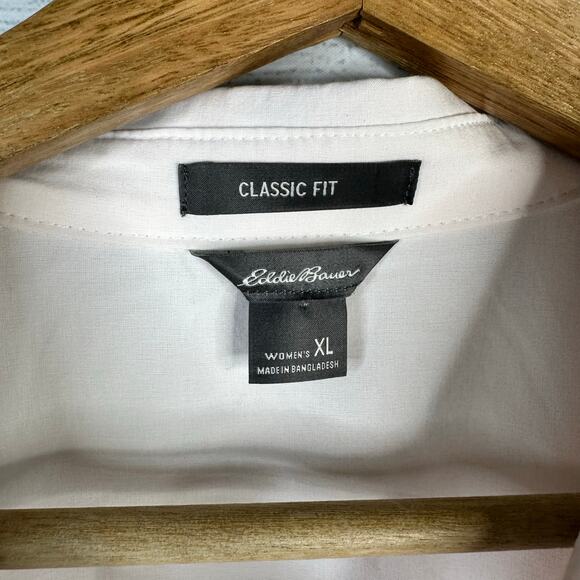 CLASSIC FIT
Eddie Bauer
WOMEN'S XL
MADE IN BANGLADESH